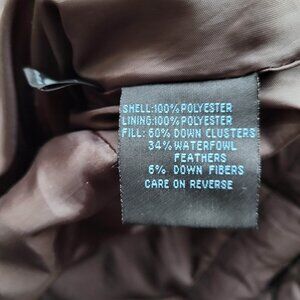 SHELL:100%POLYESTER
LINING:100%POLYESTER
FILL: 60% DOWN CLUSTERS
34% WATERFOWL
FEATHERS
6% DOWN FIBERS
CARE ON REVERSE